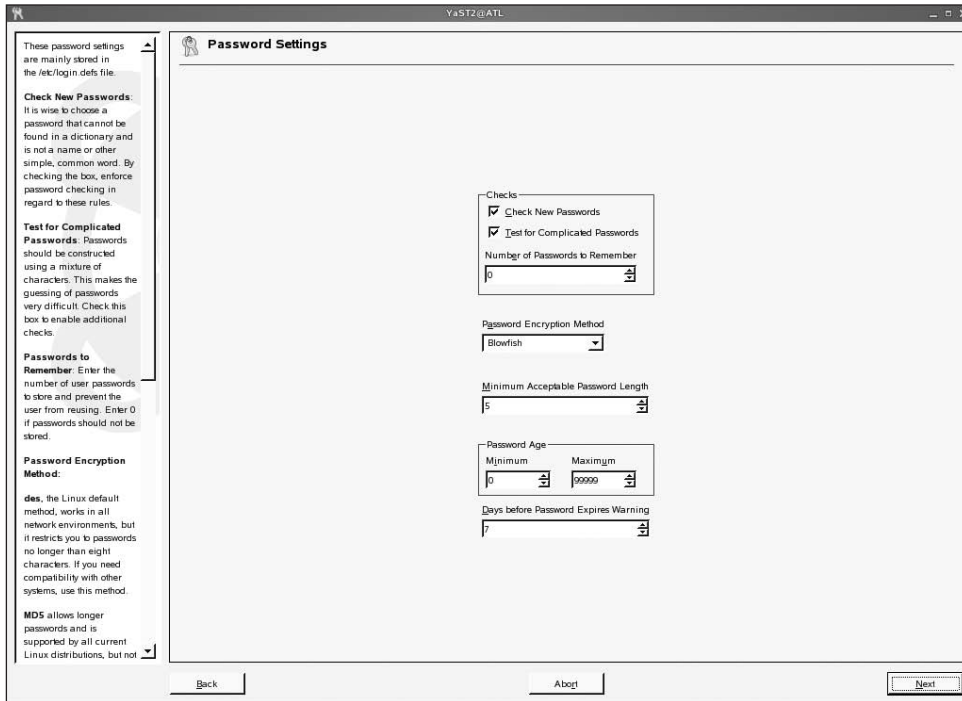 YaST2@ATL
These password settings
are mainly stored in
the /etc/login.defs file.
Check New Passwords:
It is wise to choose a
password that cannot be
found in a dictionary and
is not a name or other
simple, common word. By
checking the box, enforce
password checking in
regard to these rules.
Test for Complicated
Passwords: Passwords
should be constructed
using a mixture of
characters. This makes the
guessing of passwords
very difficult. Check this
box to enable additional
checks.
Passwords to
Remember: Enter the
number of user passwords
to store and prevent the
user from reusing. Enter 0
if passwords should not be
stored.
Password Encryption
Method:
des, the Linux default
method, works in all
network environments, but
it restricts you to passwords
no longer than eight
characters. If you need
compatibility with other
systems, use this method.
MD5 allows longer
passwords and is
supported by all current
Linux distributions, but not
Password Settings
Checks
Check New Passwords
Test for Complicated Passwords
Number of Passwords to Remember
0
Password Encryption Method
Blowfish
Minimum Acceptable Password Length
5
Password Age
Minimum Maximum
0 99999
Days before Password Expires Warning
7
Back Abort Next